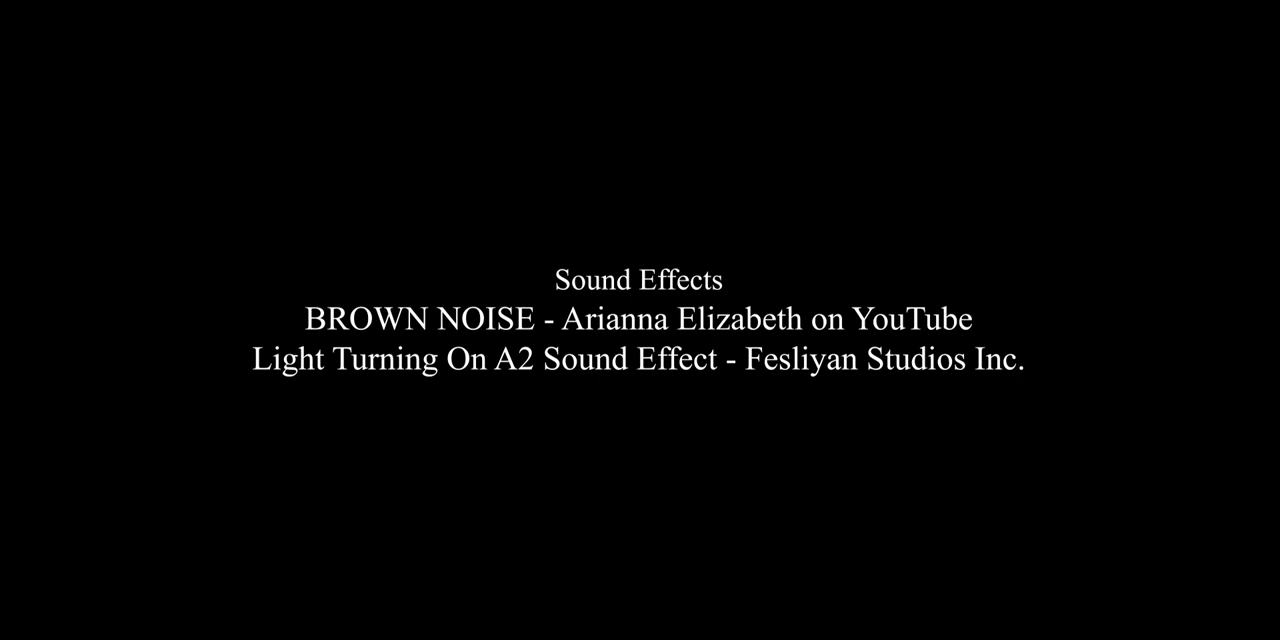 Sound Effects
BROWN NOISE - Arianna Elizabeth on YouTube
Light Turning On A2 Sound Effect - Fesliyan Studios Inc.